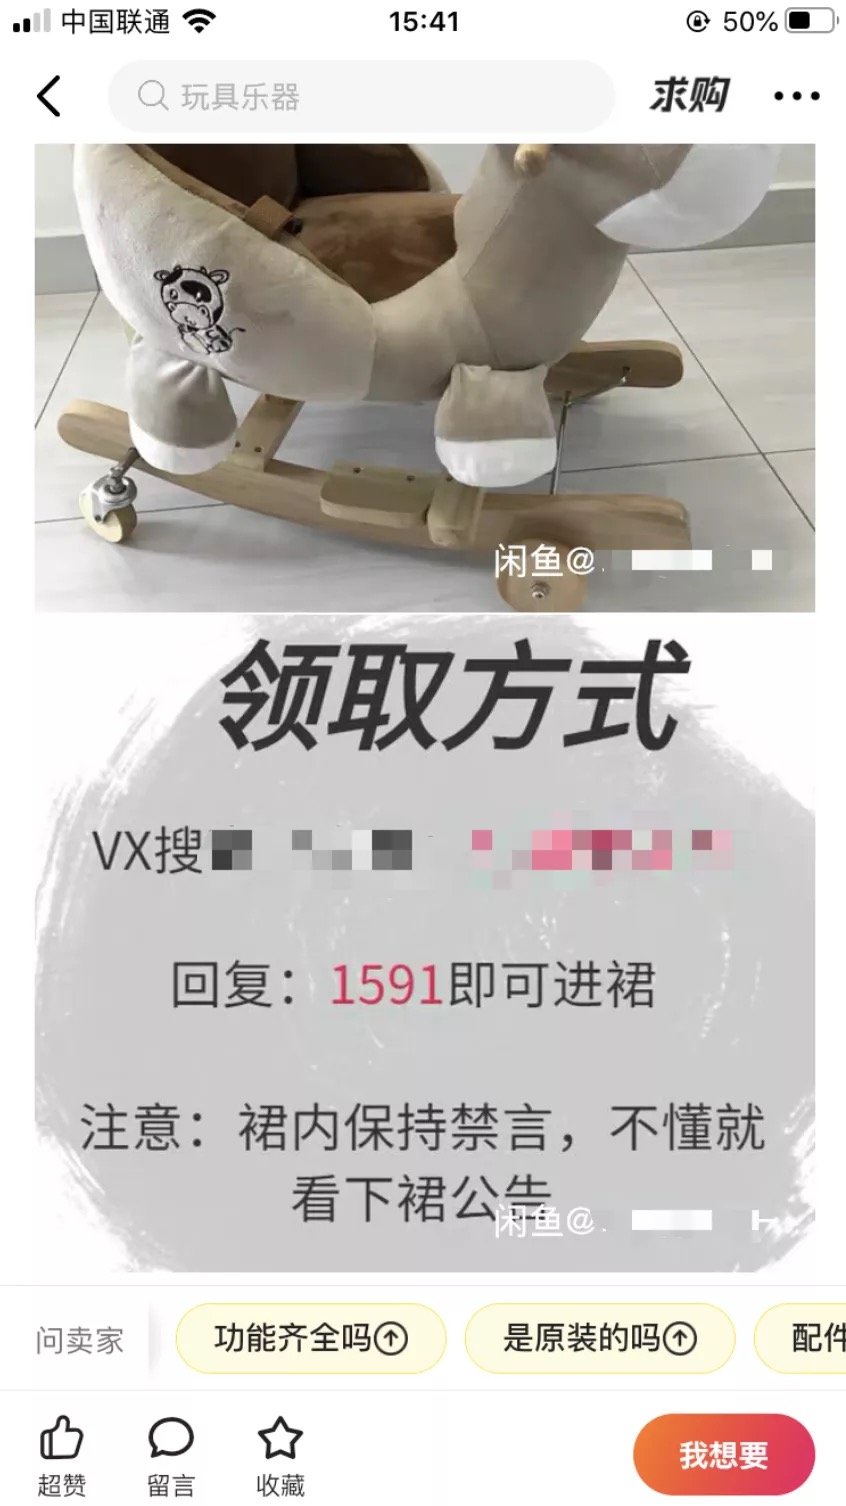 中国联通
15:41
50%
玩具乐器
求购
闲鱼@
领取方式
VX搜
回复：1591即可进裙
注意：裙内保持禁言，不懂就
看下裙公告
闲鱼@
问卖家
功能齐全吗
是原装的吗
配件
超赞
留言
收藏
我想要